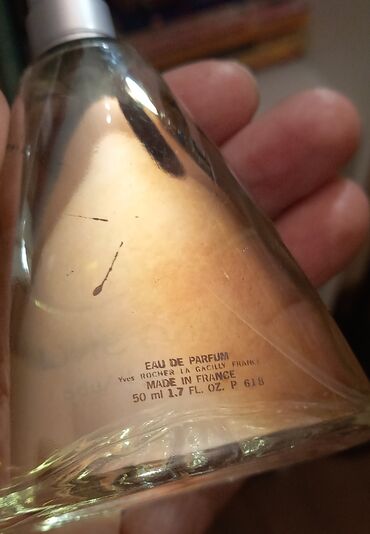 EAU DE PARFUM
Yves ROCHER LA GACILLY FRANCE
MADE IN FRANCE
50 ml 1.7 FL. OZ. P 618